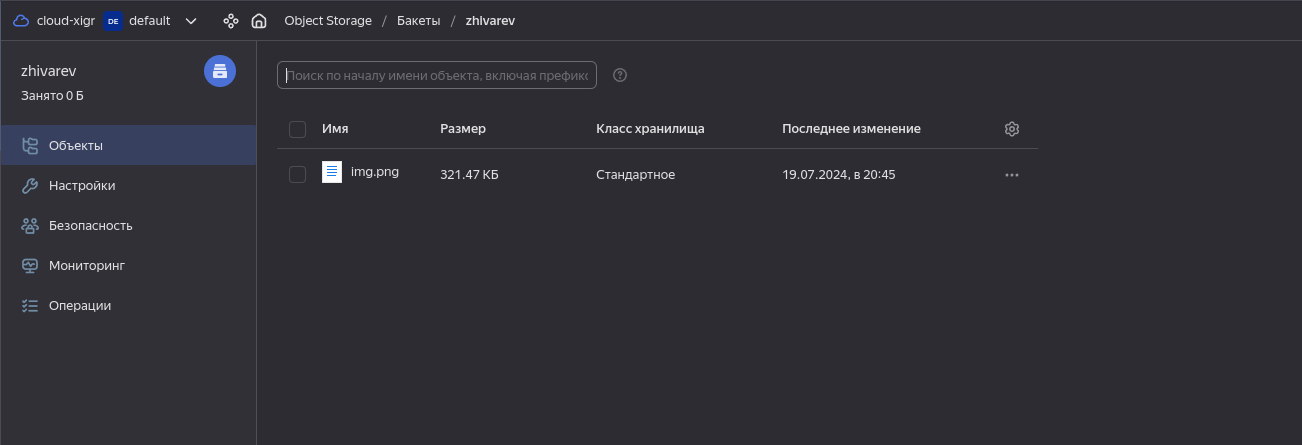 cloud-xigr DE default Object Storage / Бакеты / zhivarev
zhivarev
Занято 0 Б
Объекты
Настройки
Безопасность
Мониторинг
Операции
Поиск по началу имени объекта, включая префикс
Имя Размер Класс хранилища Последнее изменение
img.png 321.47 КБ Стандартное 19.07.2024, в 20:45